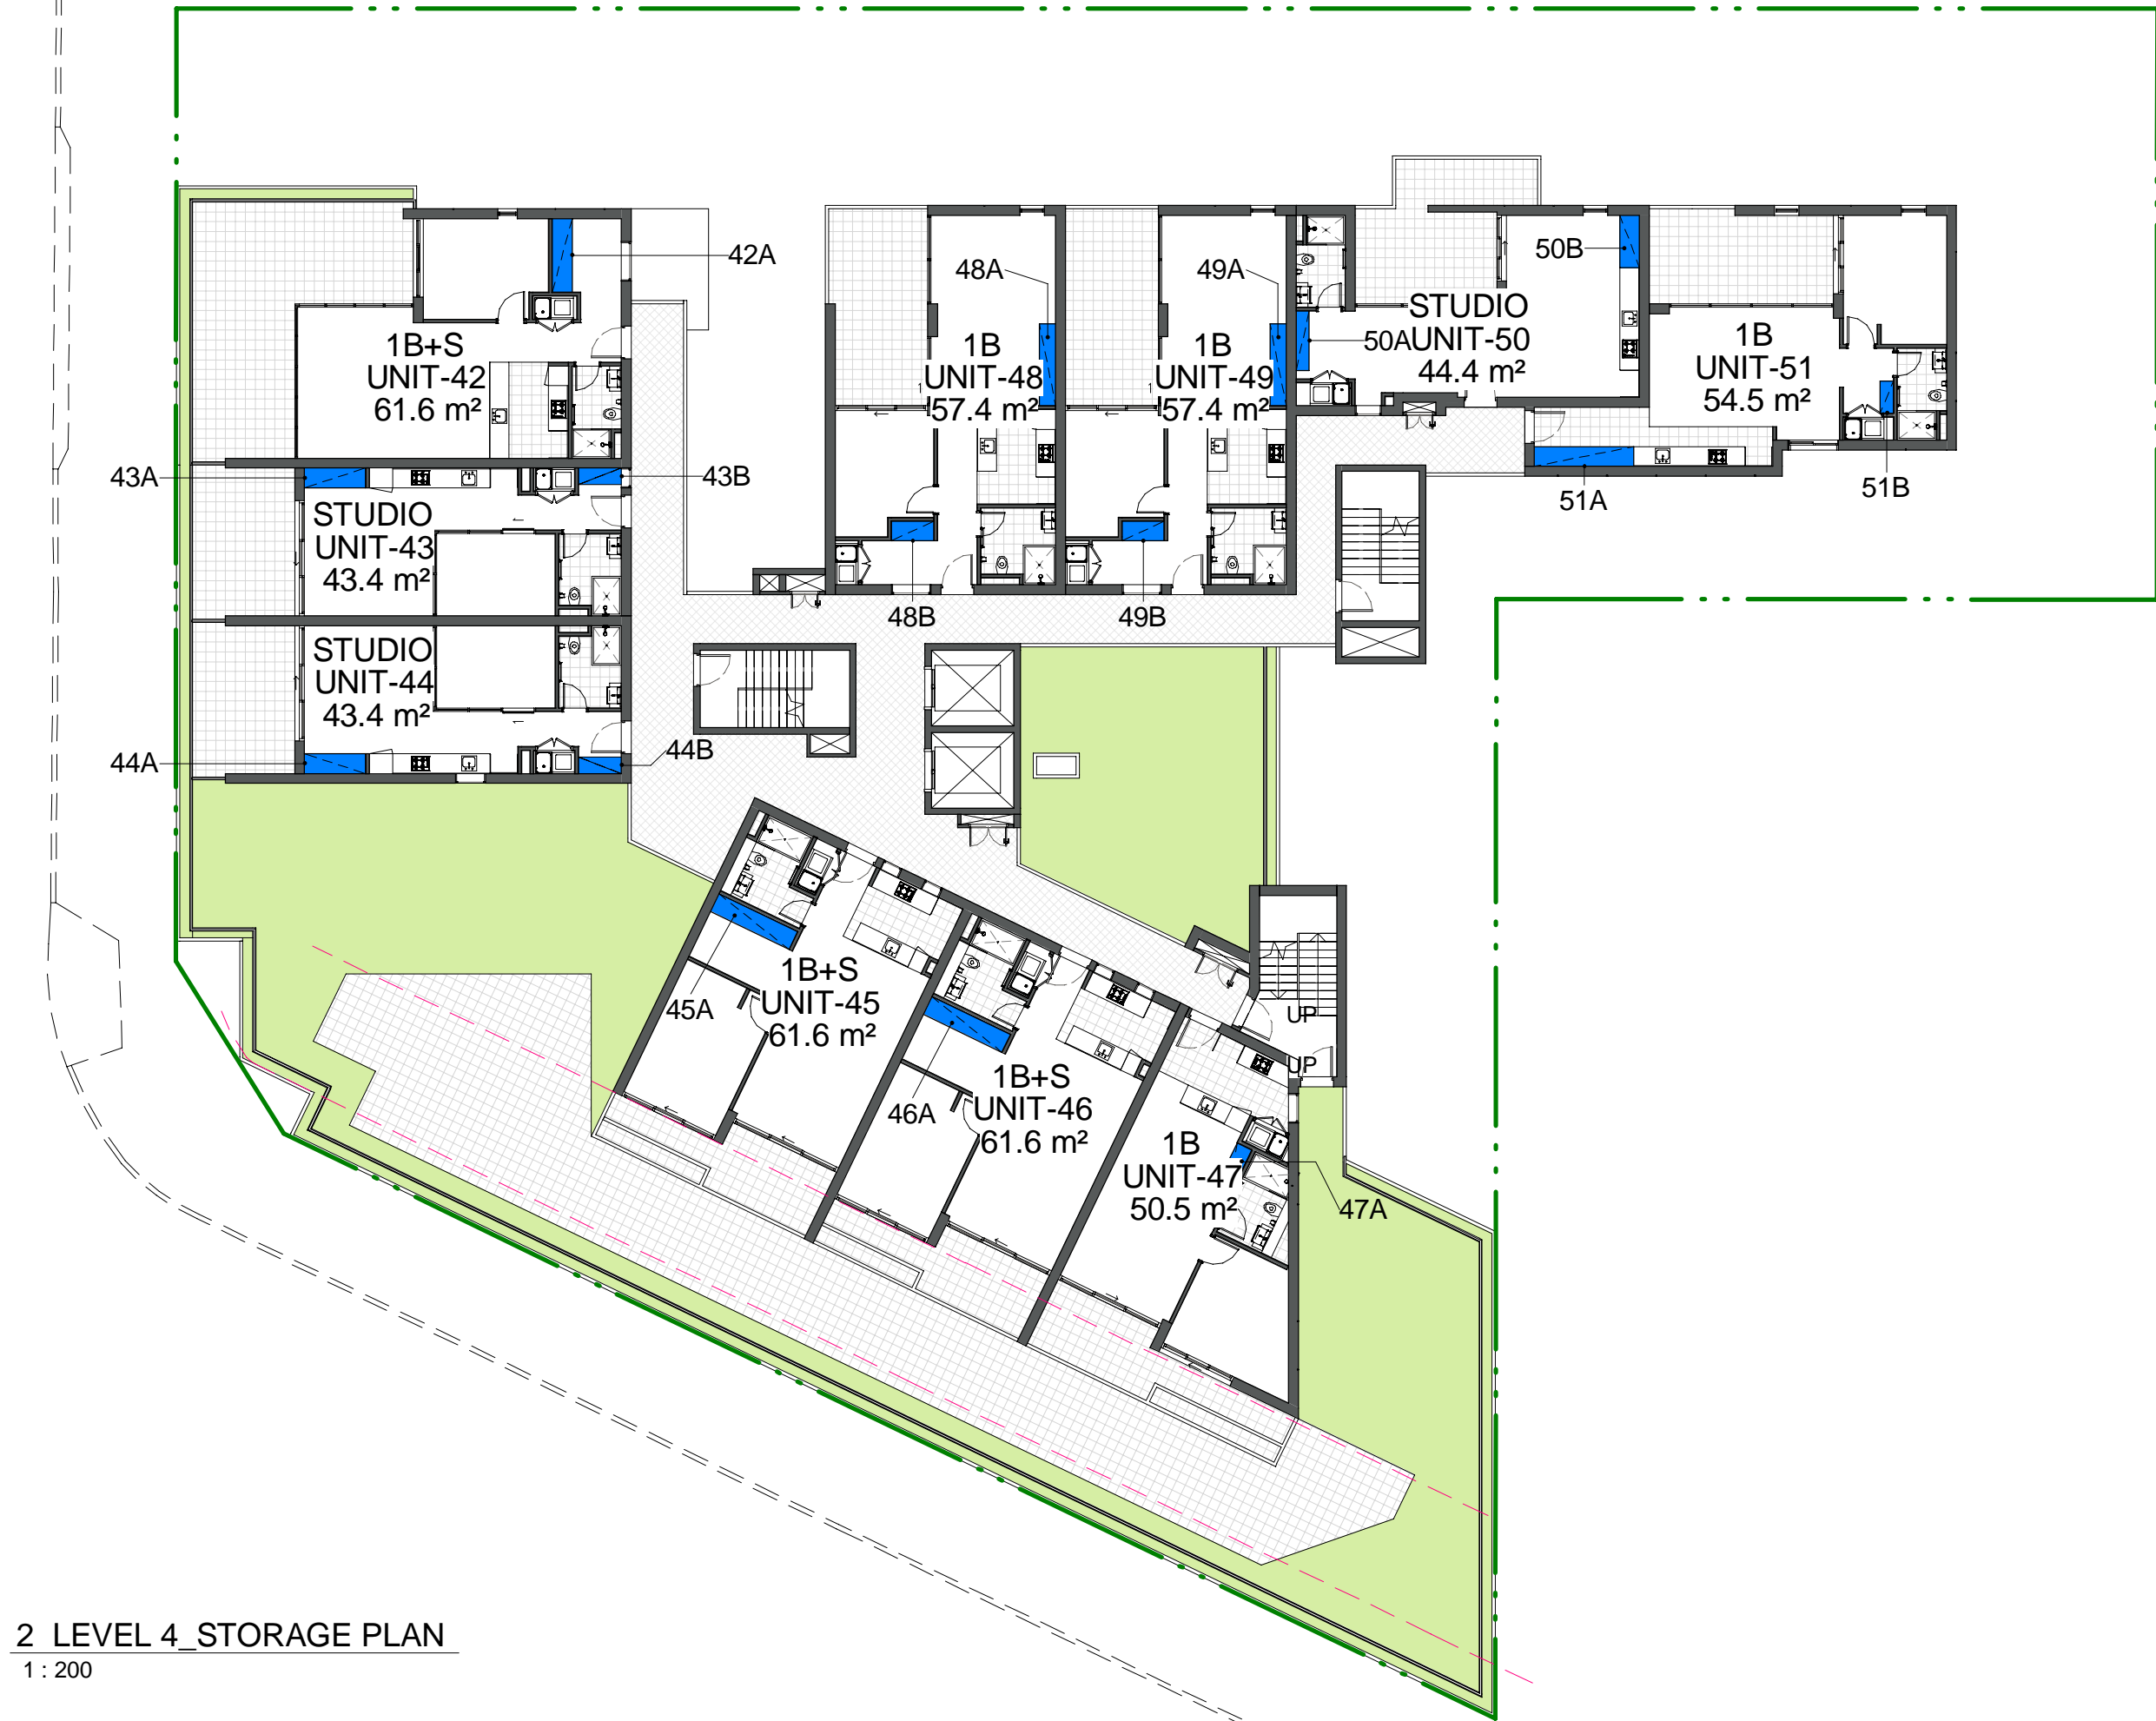 42A
1B+S
UNIT-42
61.6 m²
43A
43B
STUDIO
UNIT-43
43.4 m²
STUDIO
UNIT-44
43.4 m²
44A
44B
48A
1B
UNIT-48
57.4 m²
48B
49A
1B
UNIT-49
57.4 m²
49B
50B
STUDIO
50A
UNIT-50
44.4 m²
1B
UNIT-51
54.5 m²
51A
51B
1B+S
UNIT-45
61.6 m²
45A
1B+S
UNIT-46
61.6 m²
46A
UP
UP
1B
UNIT-47
50.5 m²
47A
2 LEVEL 4_STORAGE PLAN
1 : 200